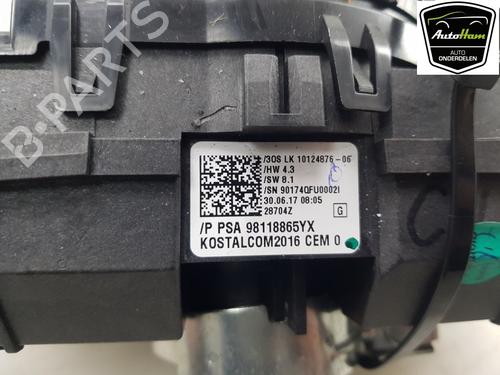 AutoHam
AUTO
ONDERDELEN
B-PARTS
/3OS LK 10124876-06
/HW 4.3
/SW 8.1
/SN 90174QFU0002I
30.06.17 08:05
28704Z
G
/P PSA 98118865YX
KOSTALCOM2016 CEM 0